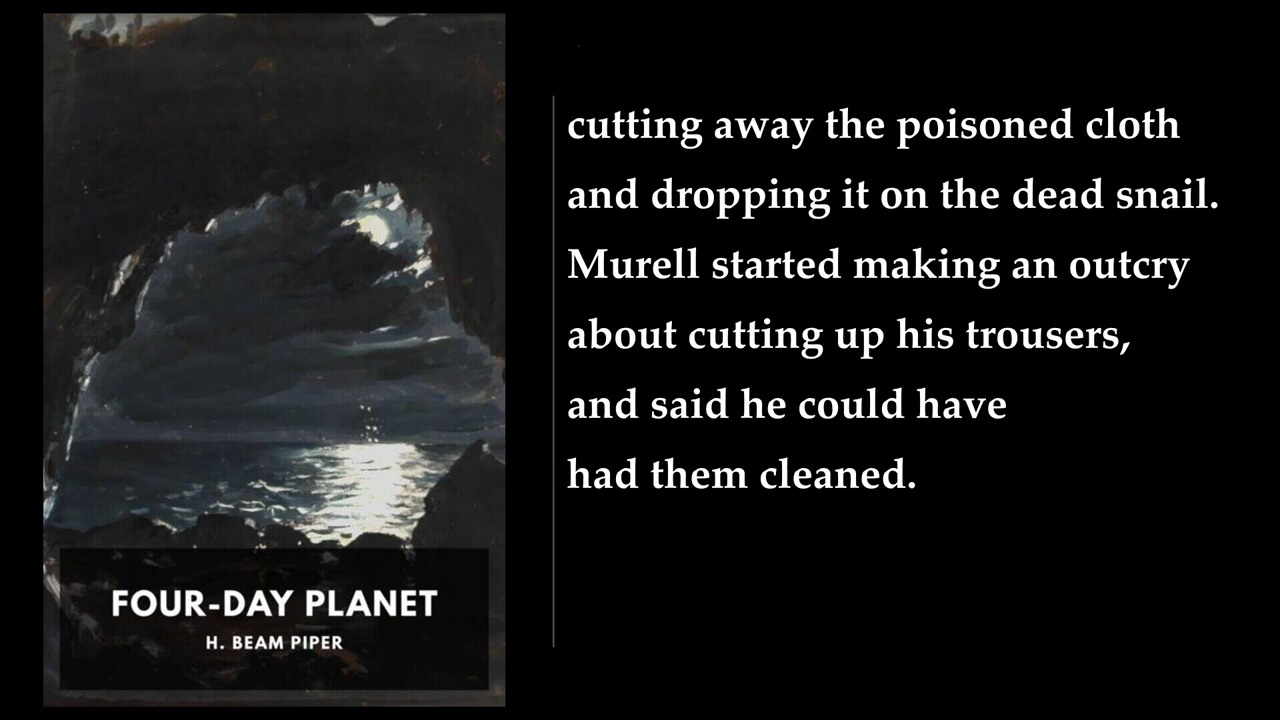 cutting away the poisoned cloth
and dropping it on the dead snail.
Murell started making an outcry
about cutting up his trousers,
and said he could have
had them cleaned.
FOUR-DAY PLANET
H. BEAM PIPER